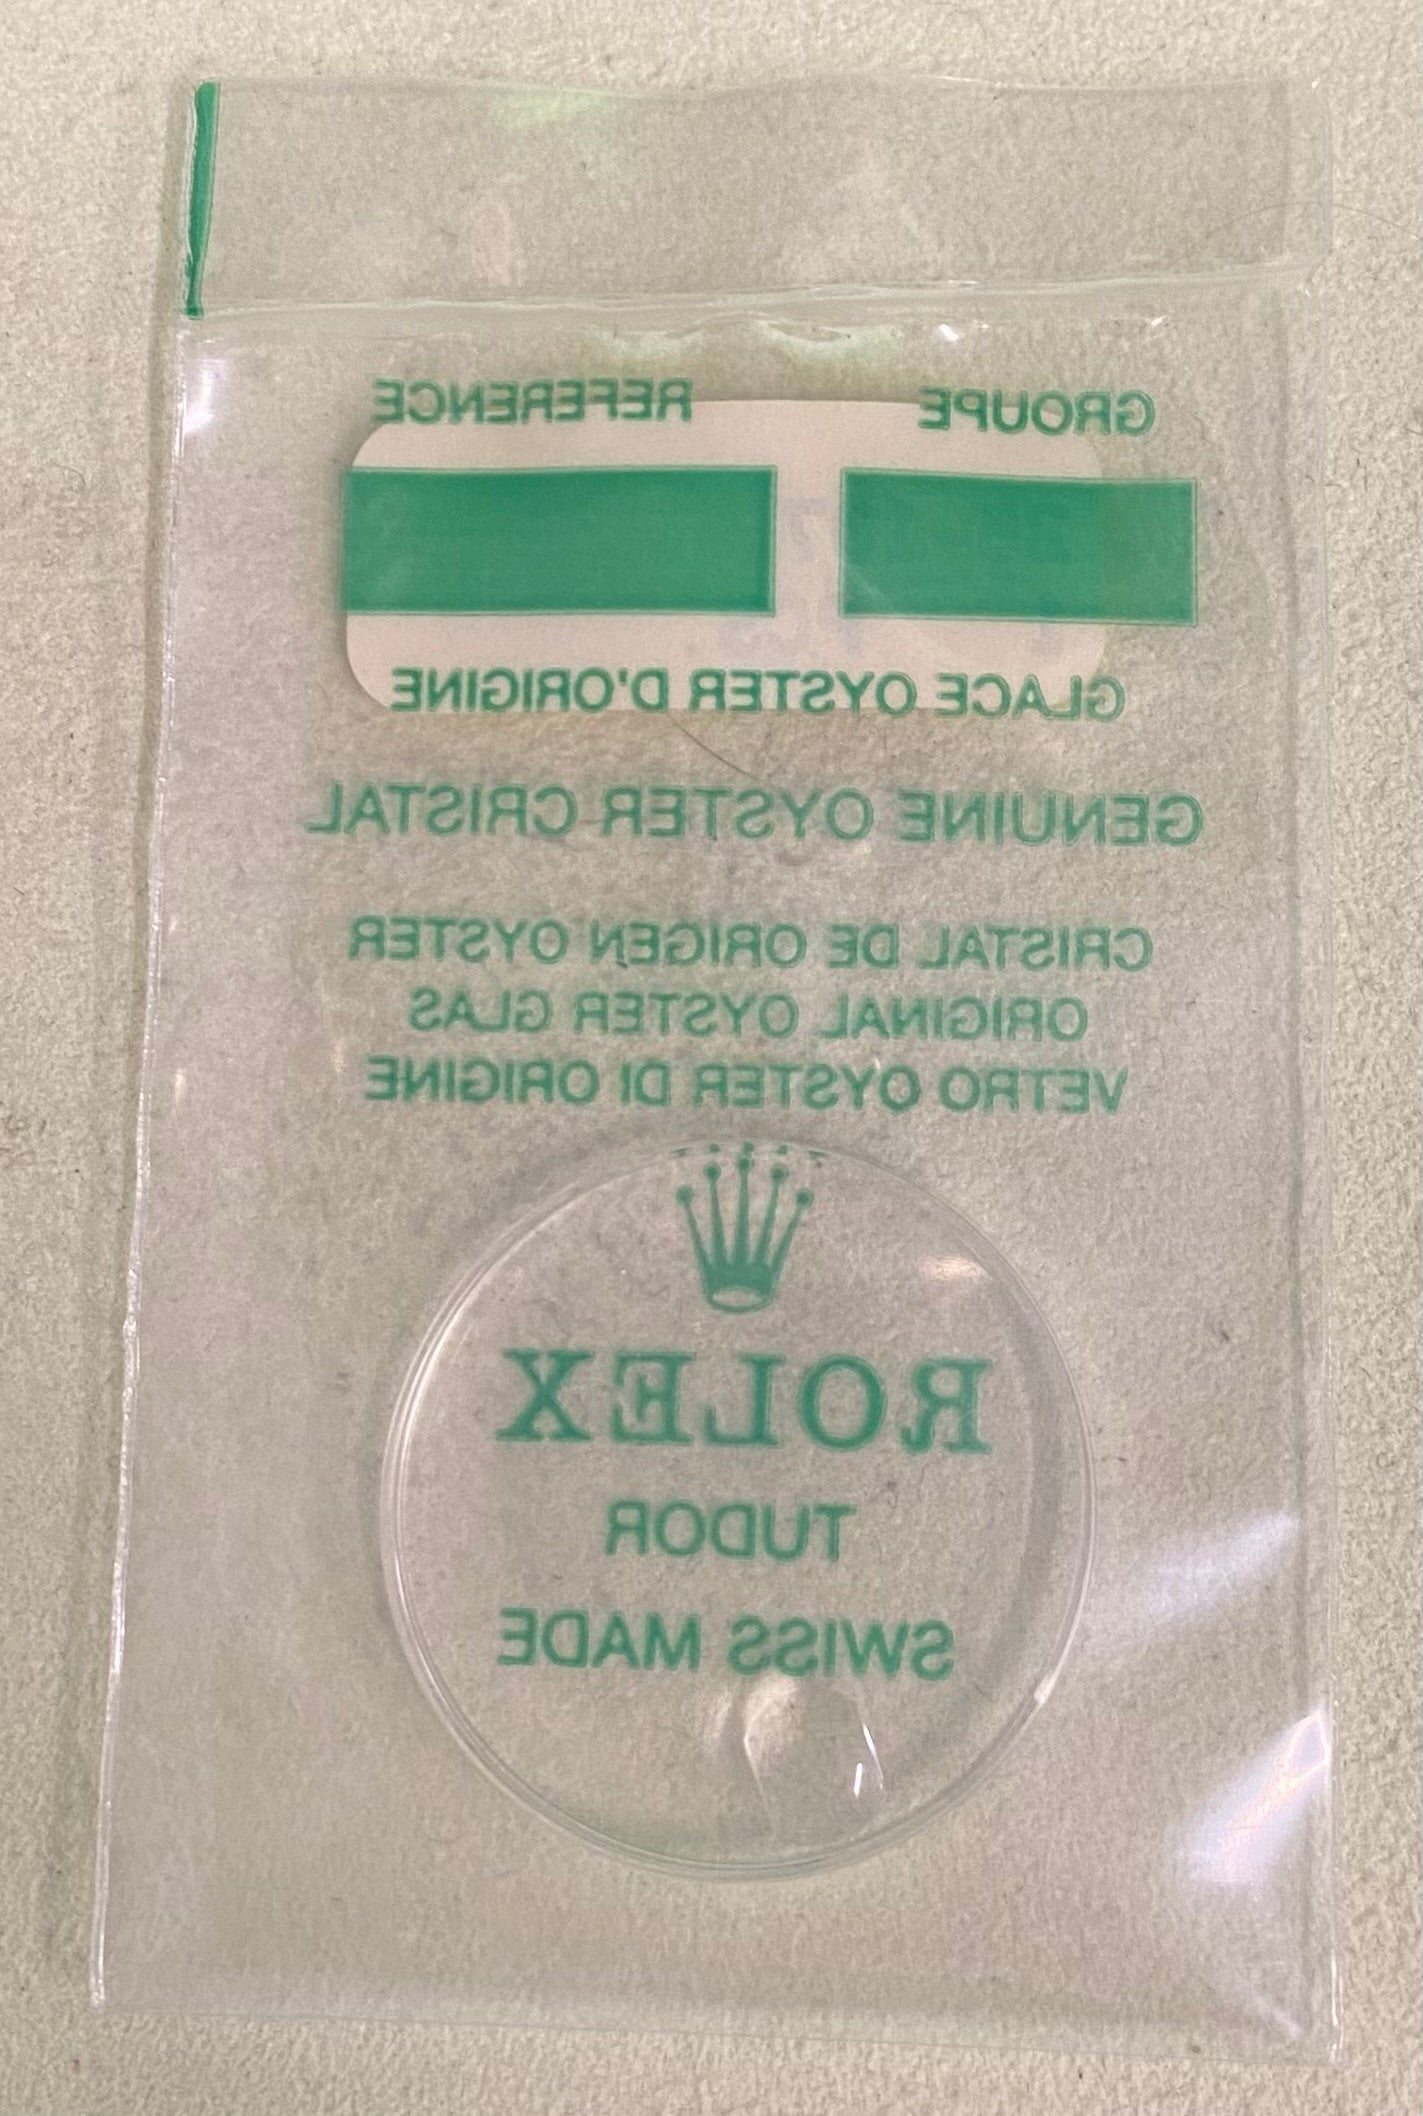 GROUPE REFERENCE
GLACE OYSTER D'ORIGINE
GENUINE OYSTER CRISTAL
CRISTAL DE ORIGEN OYSTER
ORIGINAL OYSTER GLAS
VETRO OYSTER DI ORIGINE
ROLEX
TUDOR
SWISS MADE